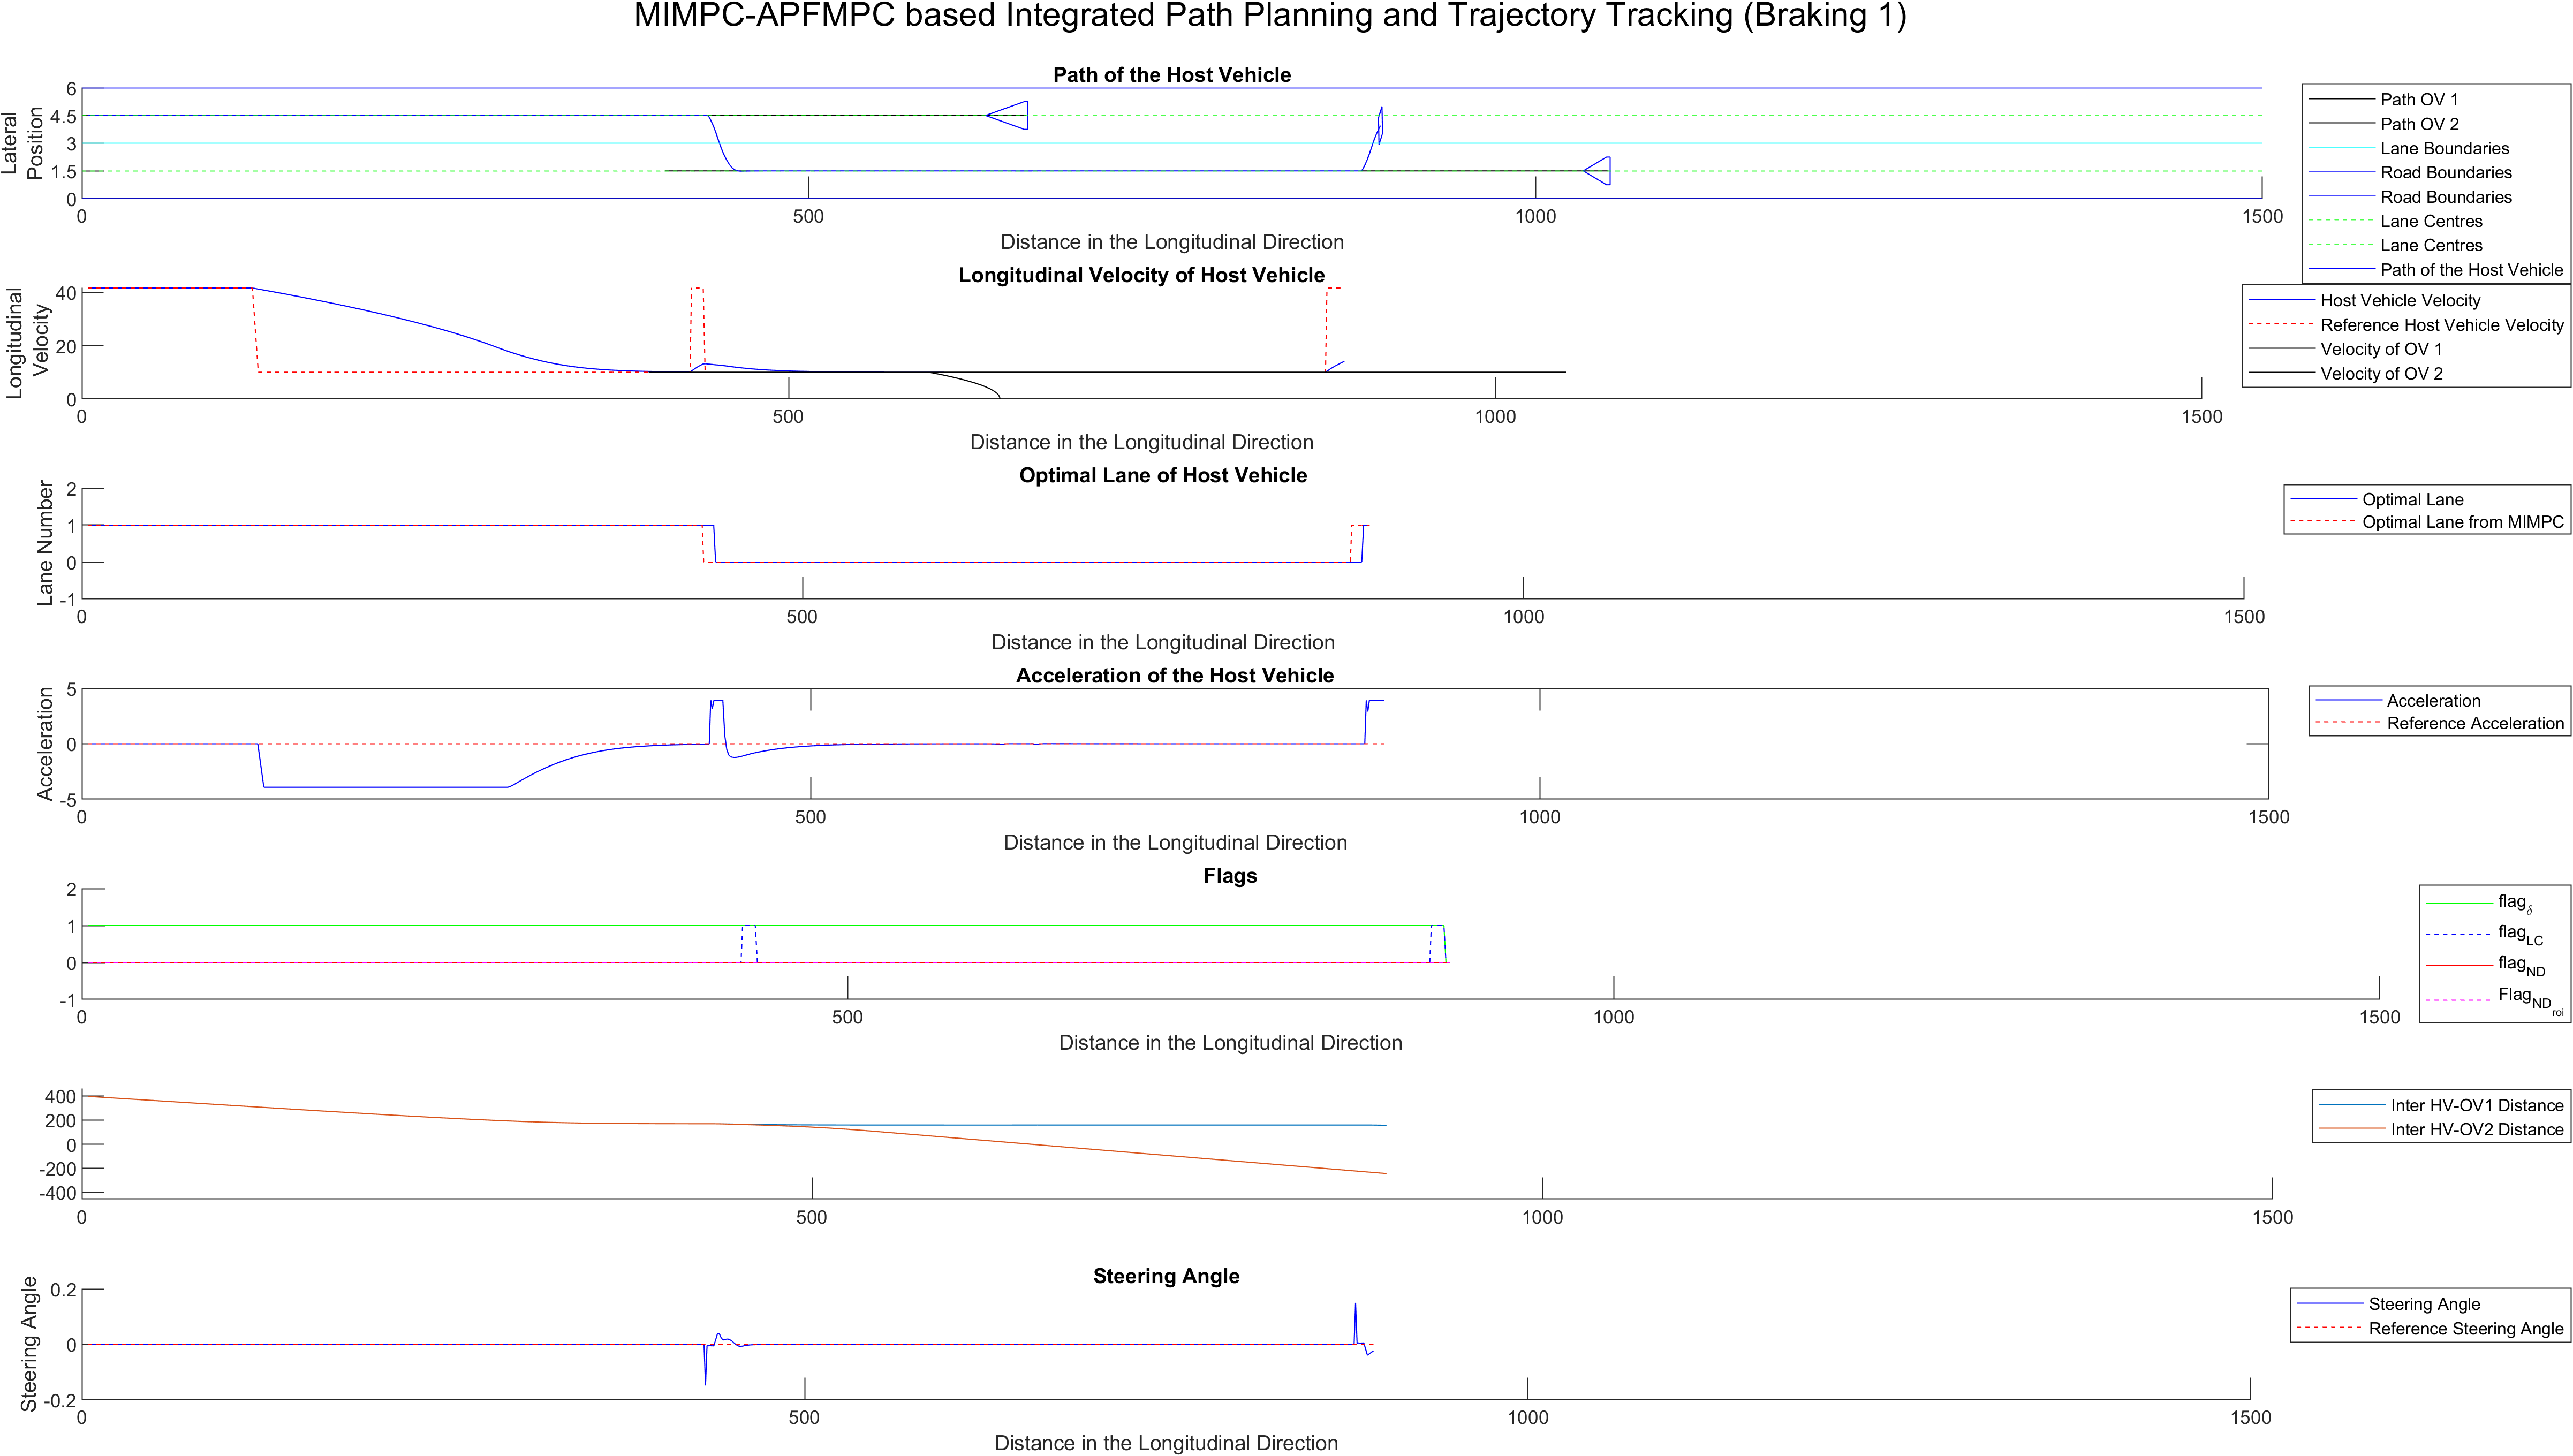 MIMPC-APFMPC based Integrated Path Planning and Trajectory Tracking (Braking 1)
Path of the Host Vehicle
Lateral
Position
6
4.5
3
1.5
0
0 500 1000 1500
Distance in the Longitudinal Direction
Path OV 1
Path OV 2
Lane Boundaries
Road Boundaries
Road Boundaries
Lane Centres
Lane Centres
Path of the Host Vehicle
Longitudinal Velocity of Host Vehicle
Longitudinal
Velocity
40
20
0
0 500 1000 1500
Distance in the Longitudinal Direction
Host Vehicle Velocity
Reference Host Vehicle Velocity
Velocity of OV 1
Velocity of OV 2
Optimal Lane of Host Vehicle
Lane Number
2
1
0
-1
0 500 1000 1500
Distance in the Longitudinal Direction
Optimal Lane
Optimal Lane from MIMPC
Acceleration of the Host Vehicle
Acceleration
5
0
-5
0 500 1000 1500
Distance in the Longitudinal Direction
Acceleration
Reference Acceleration
Flags
2
1
0
-1
0 500 1000 1500
Distance in the Longitudinal Direction
flag δ
flag LC
flag ND
Flag ND roi
400
200
0
-200
-400
0 500 1000 1500
Inter HV-OV1 Distance
Inter HV-OV2 Distance
Steering Angle
Steering Angle
0.2
0
-0.2
0 500 1000 1500
Distance in the Longitudinal Direction
Steering Angle
Reference Steering Angle